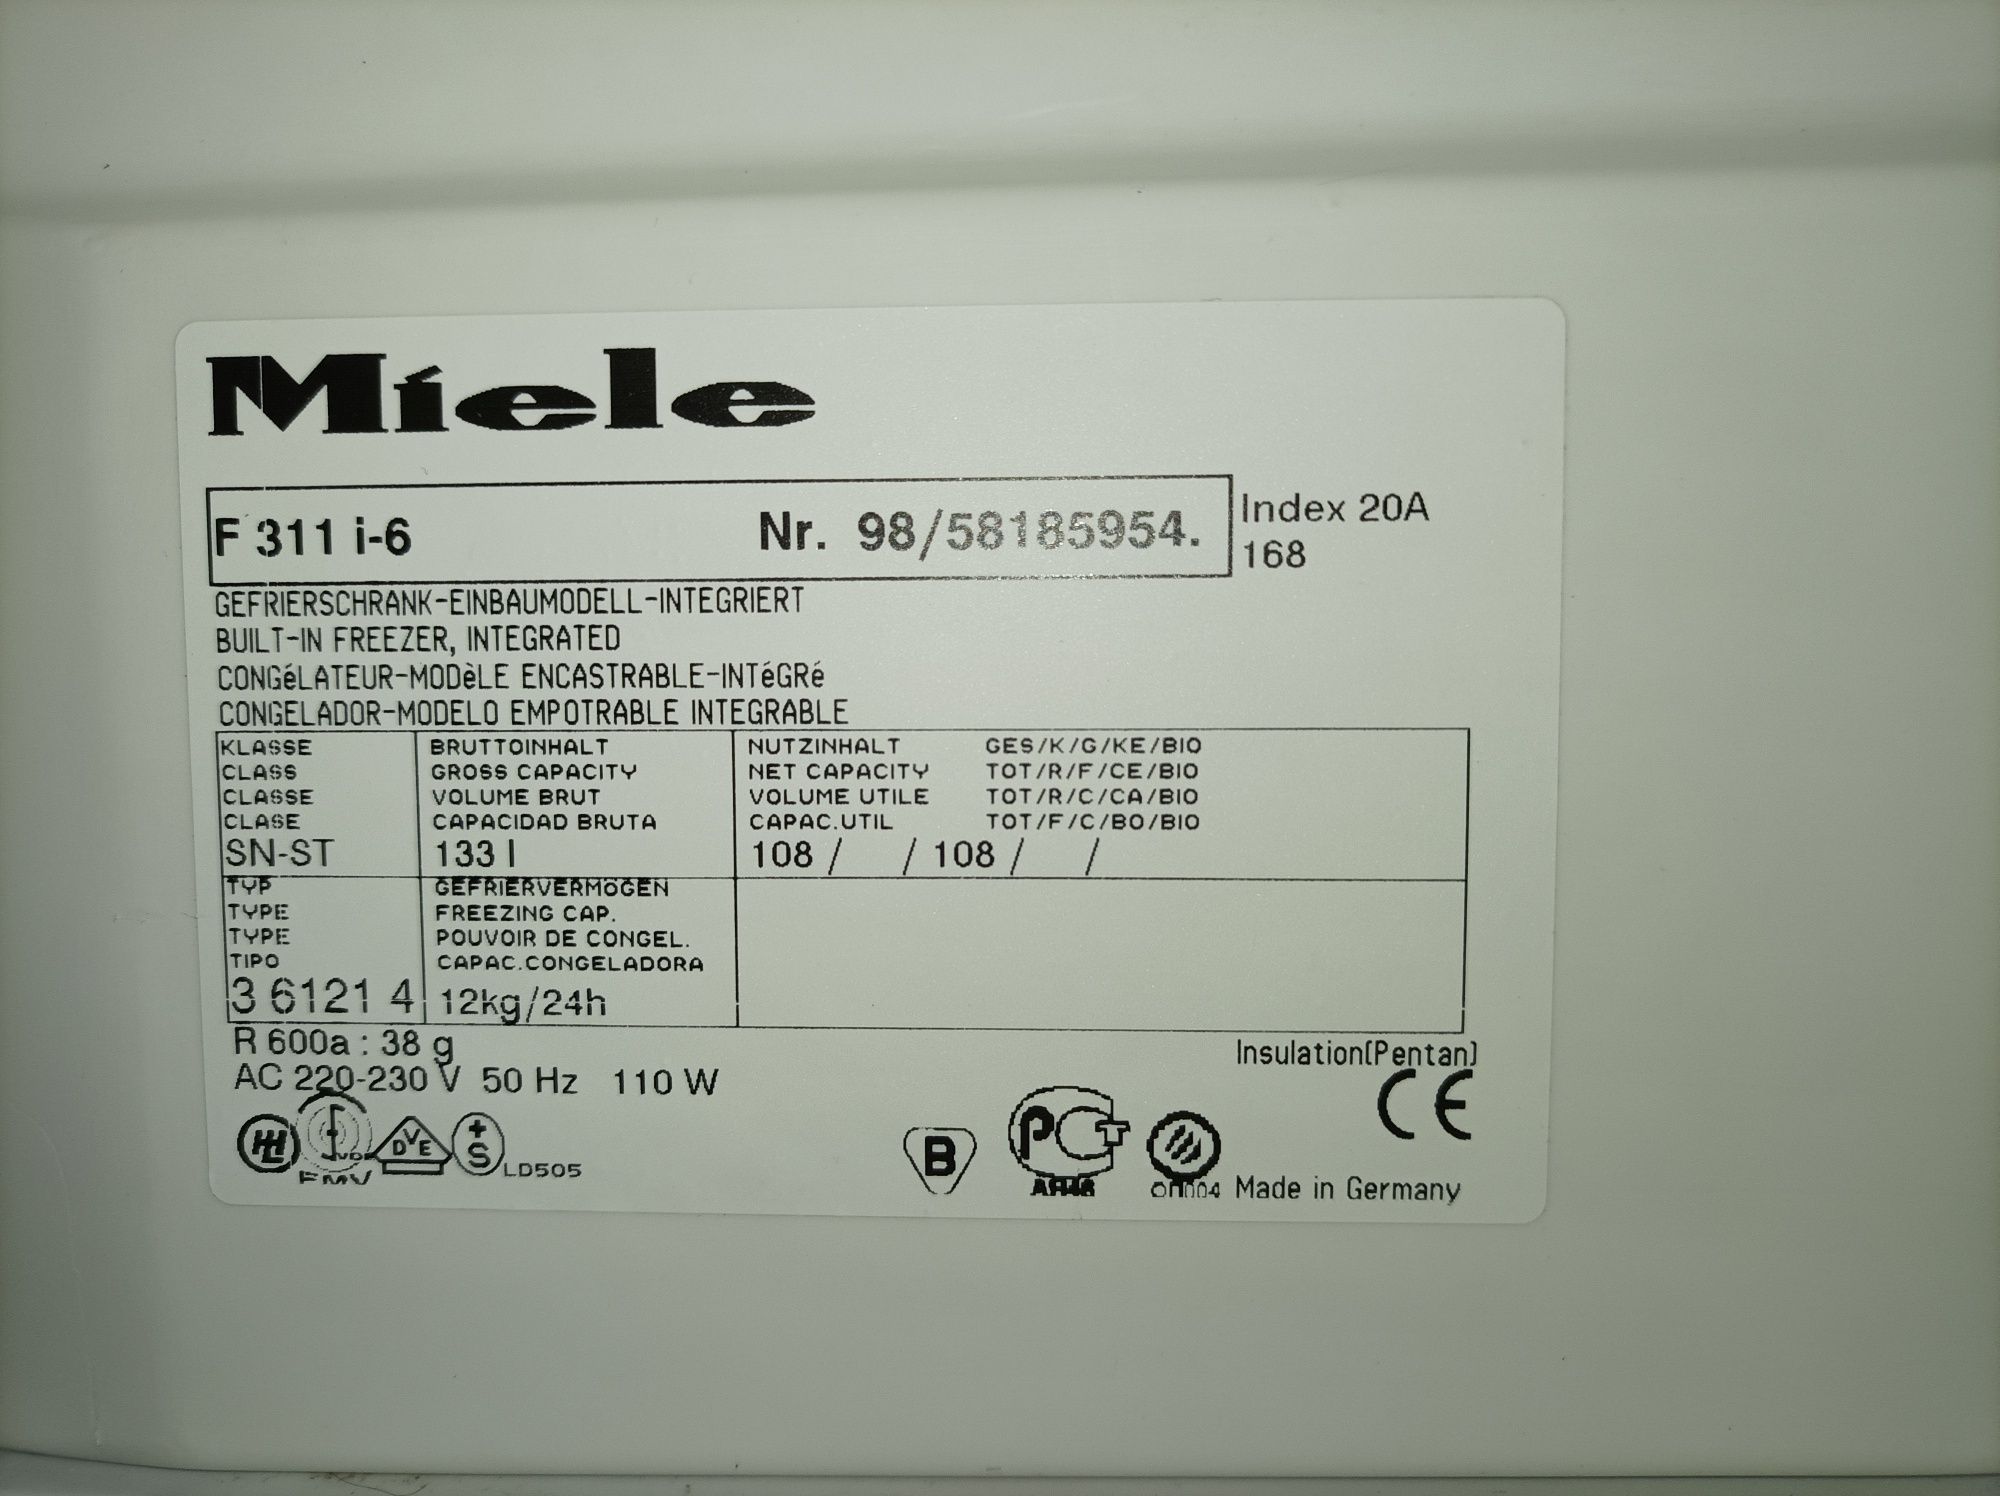 Miele
F 311 i-6 Nr. 98/58185954. Index 20A
168
GEFRIERSCHRANK-EINBAUMODELL-INTEGRIERT
BUILT-IN FREEZER, INTEGRATED
CONGéLATEUR-MODèLE ENCASTRABLE-INTéGRé
CONGELADOR-MODELO EMPOTRABLE INTEGRABLE
KLASSE BRUTTOINHALT NUTZINHALT GES/K/G/KE/BIO
CLASS GROSS CAPACITY NET CAPACITY TOT/R/F/CE/BIO
CLASSE VOLUME BRUT VOLUME UTILE TOT/R/C/CA/BIO
CLASE CAPACIDAD BRUTA CAPAC.UTIL TOT/F/C/BO/BIO
SN-ST 133 l 108 / / 108 / /
TYP GEFRIERVERMÖGEN
TYPE FREEZING CAP.
TYPE POUVOIR DE CONGEL.
TIPO CAPAC.CONGELADORA
3 6121 4 12kg/24h
R 600a : 38 g Insulation(Pentan)
AC 220-230 V 50 Hz 110 W CE
DVE +S LD505 B PCT
EMV Made in Germany